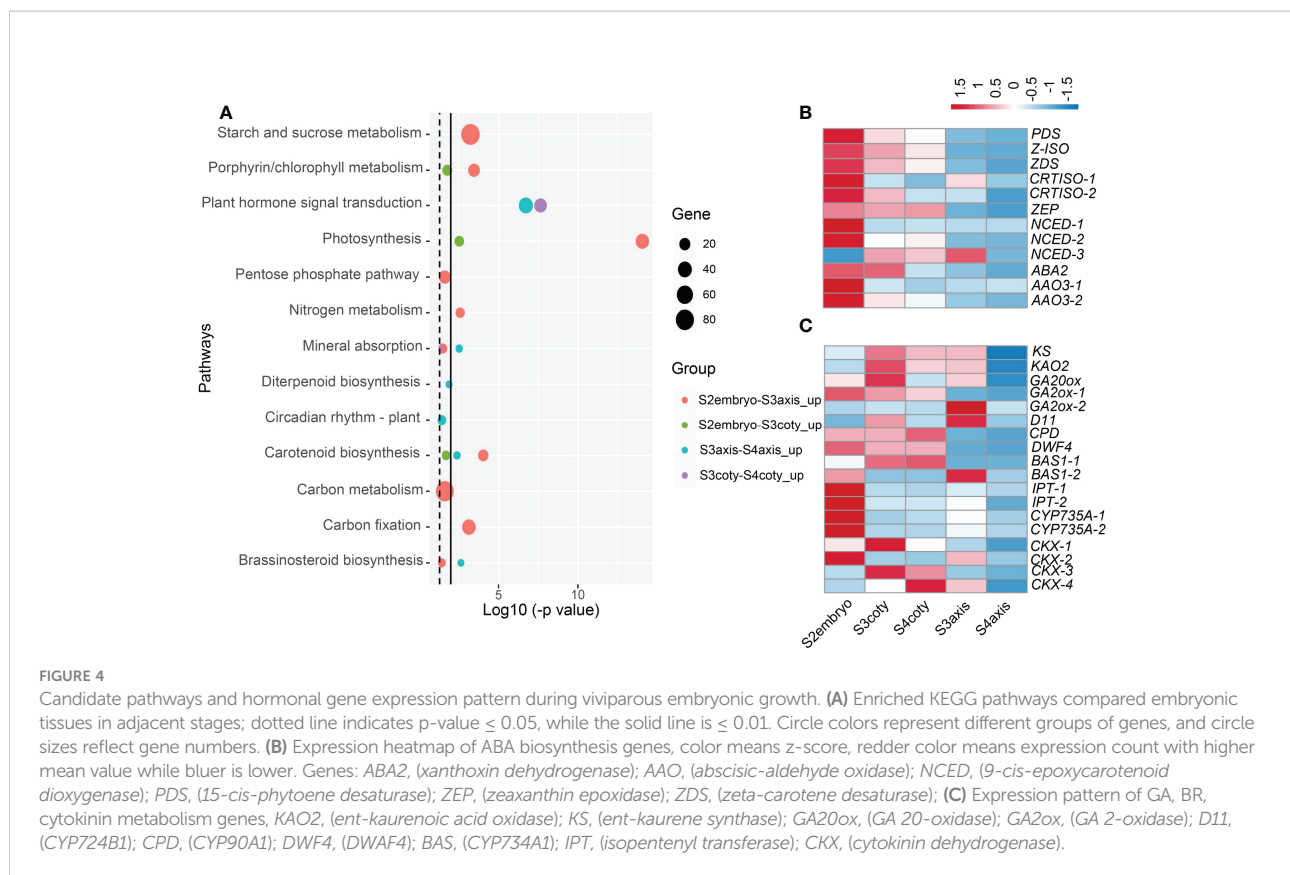 A
Starch and sucrose metabolism
Porphyrin/chlorophyll metabolism
Plant hormone signal transduction
Photosynthesis
Pentose phosphate pathway
Nitrogen metabolism
Mineral absorption
Diterpenoid biosynthesis
Circadian rhythm - plant
Carotenoid biosynthesis
Carbon metabolism
Carbon fixation
Brassinosteroid biosynthesis
Pathways
5
10
Log10 (-p value)
Gene
20
40
60
80
Group
S2embryo-S3axis_up
S2embryo-S3coty_up
S3axis-S4axis_up
S3coty-S4coty_up
1.5
1
0.5
0
-0.5
-1
-1.5
B
PDS
Z-ISO
ZDS
CRTISO-1
CRTISO-2
ZEP
NCED-1
NCED-2
NCED-3
ABA2
AAO3-1
AAO3-2
C
KS
KAO2
GA20ox
GA2ox-1
GA2ox-2
D11
CPD
DWF4
BAS1-1
BAS1-2
IPT-1
IPT-2
CYP735A-1
CYP735A-2
CKX-1
CKX-2
CKX-3
CKX-4
S2embryo
S3coty
S4coty
S3axis
S4axis
FIGURE 4
Candidate pathways and hormonal gene expression pattern during viviparous embryonic growth. (A) Enriched KEGG pathways compared embryonic
tissues in adjacent stages; dotted line indicates p-value ≤ 0.05, while the solid line is ≤ 0.01. Circle colors represent different groups of genes, and circle
sizes reflect gene numbers. (B) Expression heatmap of ABA biosynthesis genes, color means z-score, redder color means expression count with higher
mean value while bluer is lower. Genes: ABA2, (xanthoxin dehydrogenase); AAO, (abscisic-aldehyde oxidase); NCED, (9-cis-epoxycarotenoid
dioxygenase); PDS, (15-cis-phytoene desaturase); ZEP, (zeaxanthin epoxidase); ZDS, (zeta-carotene desaturase); (C) Expression pattern of GA, BR,
cytokinin metabolism genes, KAO2, (ent-kaurenoic acid oxidase); KS, (ent-kaurene synthase); GA20ox, (GA 20-oxidase); GA2ox, (GA 2-oxidase); D11,
(CYP724B1); CPD, (CYP90A1); DWF4, (DWAF4); BAS, (CYP734A1); IPT, (isopentenyl transferase); CKX, (cytokinin dehydrogenase).